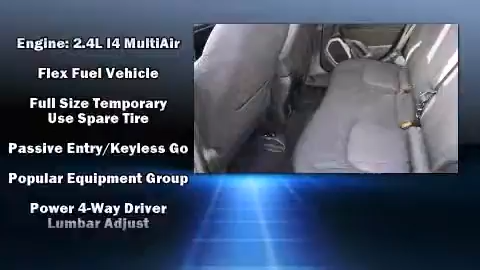 Engine: 2.4L I4 MultiAir
Flex Fuel Vehicle
Full Size Temporary
Use Spare Tire
Passive Entry/Keyless Go
Popular Equipment Group
Power 4-Way Driver
Lumbar Adjust